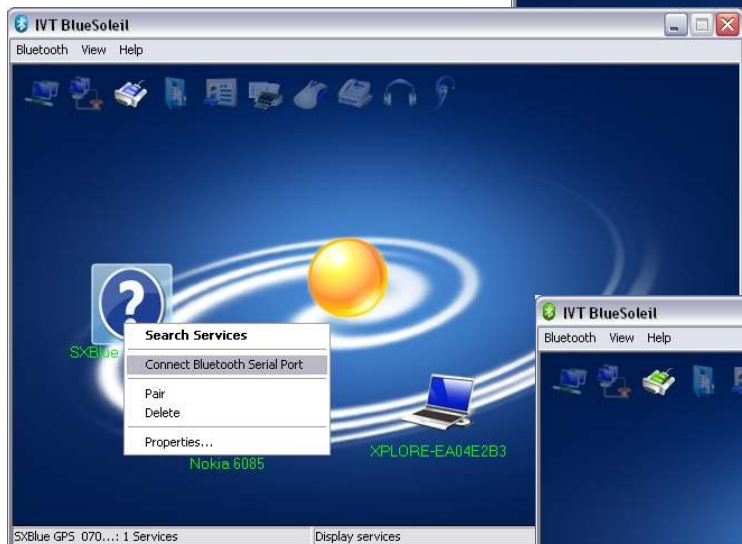 IVT BlueSoleil
Bluetooth View Help
SXBlue
Search Services
Connect Bluetooth Serial Port
Pair
Delete
Properties...
Nokia 6085
XPLORE-EA04E2B3
SXBlue GPS 070...: 1 Services
Display services
IVT BlueSoleil
Bluetooth View Help